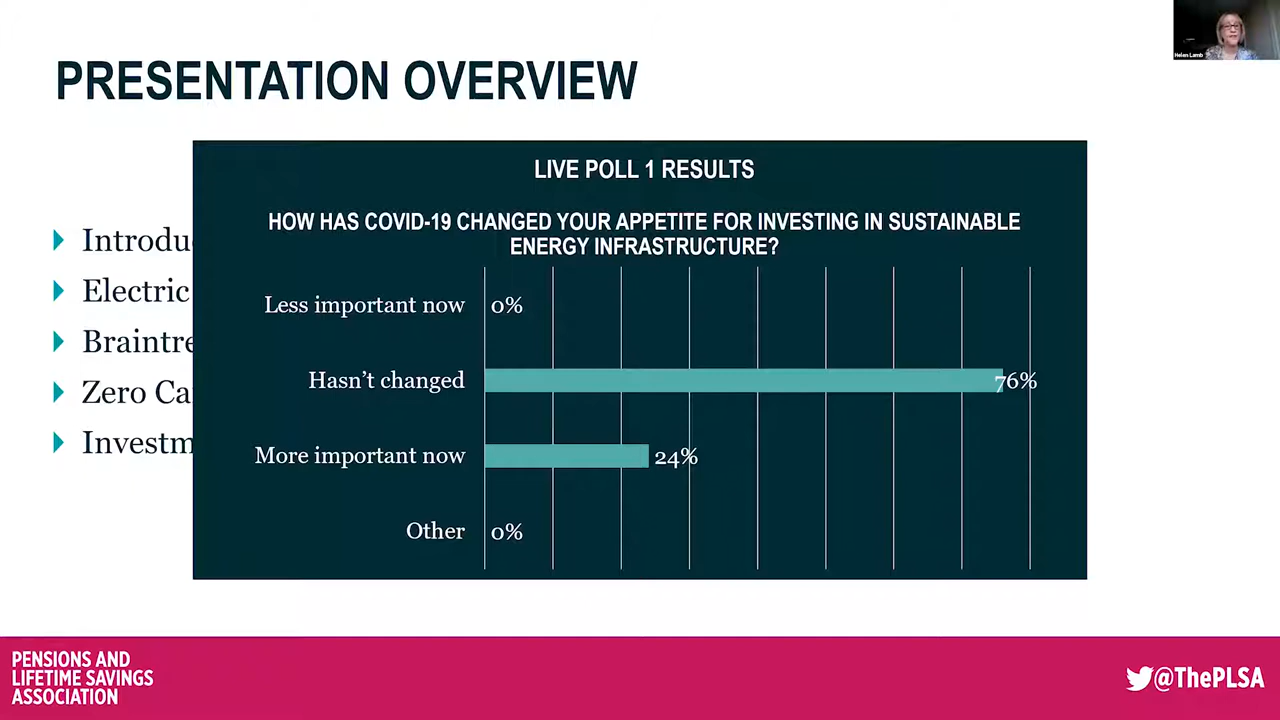 Helen Lamb
PRESENTATION OVERVIEW
LIVE POLL 1 RESULTS
HOW HAS COVID-19 CHANGED YOUR APPETITE FOR INVESTING IN SUSTAINABLE
ENERGY INFRASTRUCTURE?
Introdu
Electric
Braintre
Zero Ca
Investm
Less important now 0%
Hasn't changed 76%
More important now 24%
Other 0%
PENSIONS AND
LIFETIME SAVINGS
ASSOCIATION
@ThePLSA